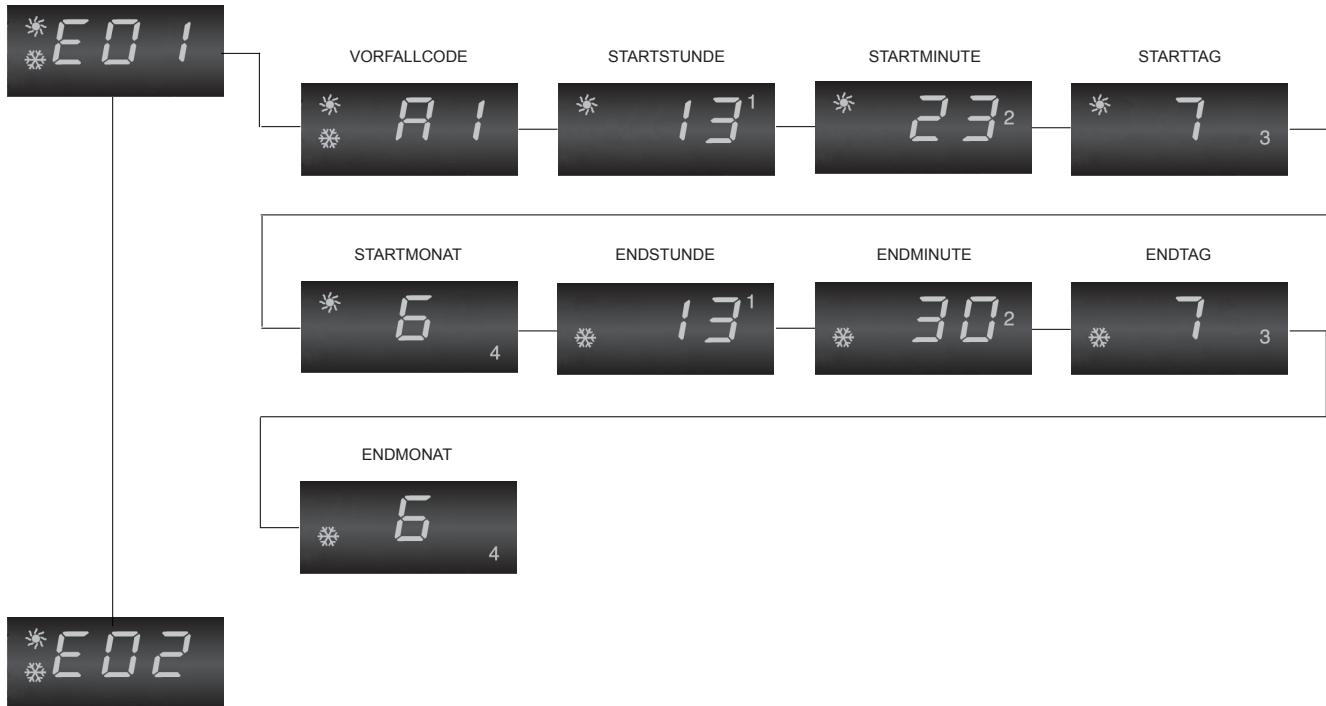 E01
VORFALLCODE STARTSTUNDE STARTMINUTE STARTTAG
A1 13 1 23 2 7 3
STARTMONAT ENDSTUNDE ENDMINUTE ENDTAG
6 4 13 1 30 2 7 3
ENDMONAT
6 4
E02